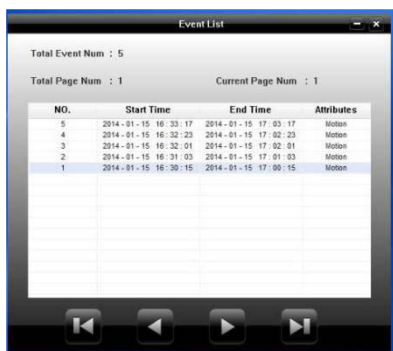 Event List
Total Event Num : 5
Total Page Num : 1 Current Page Num : 1
NO. Start Time End Time Attributes
5 2014 - 01 - 15 16 : 33 : 17 2014 - 01 - 15 17 : 03 : 17 Motion
4 2014 - 01 - 15 16 : 32 : 23 2014 - 01 - 15 17 : 02 : 23 Motion
3 2014 - 01 - 15 16 : 32 : 01 2014 - 01 - 15 17 : 02 : 01 Motion
2 2014 - 01 - 15 16 : 31 : 03 2014 - 01 - 15 17 : 01 : 03 Motion
1 2014 - 01 - 15 16 : 30 : 15 2014 - 01 - 15 17 : 00 : 15 Motion